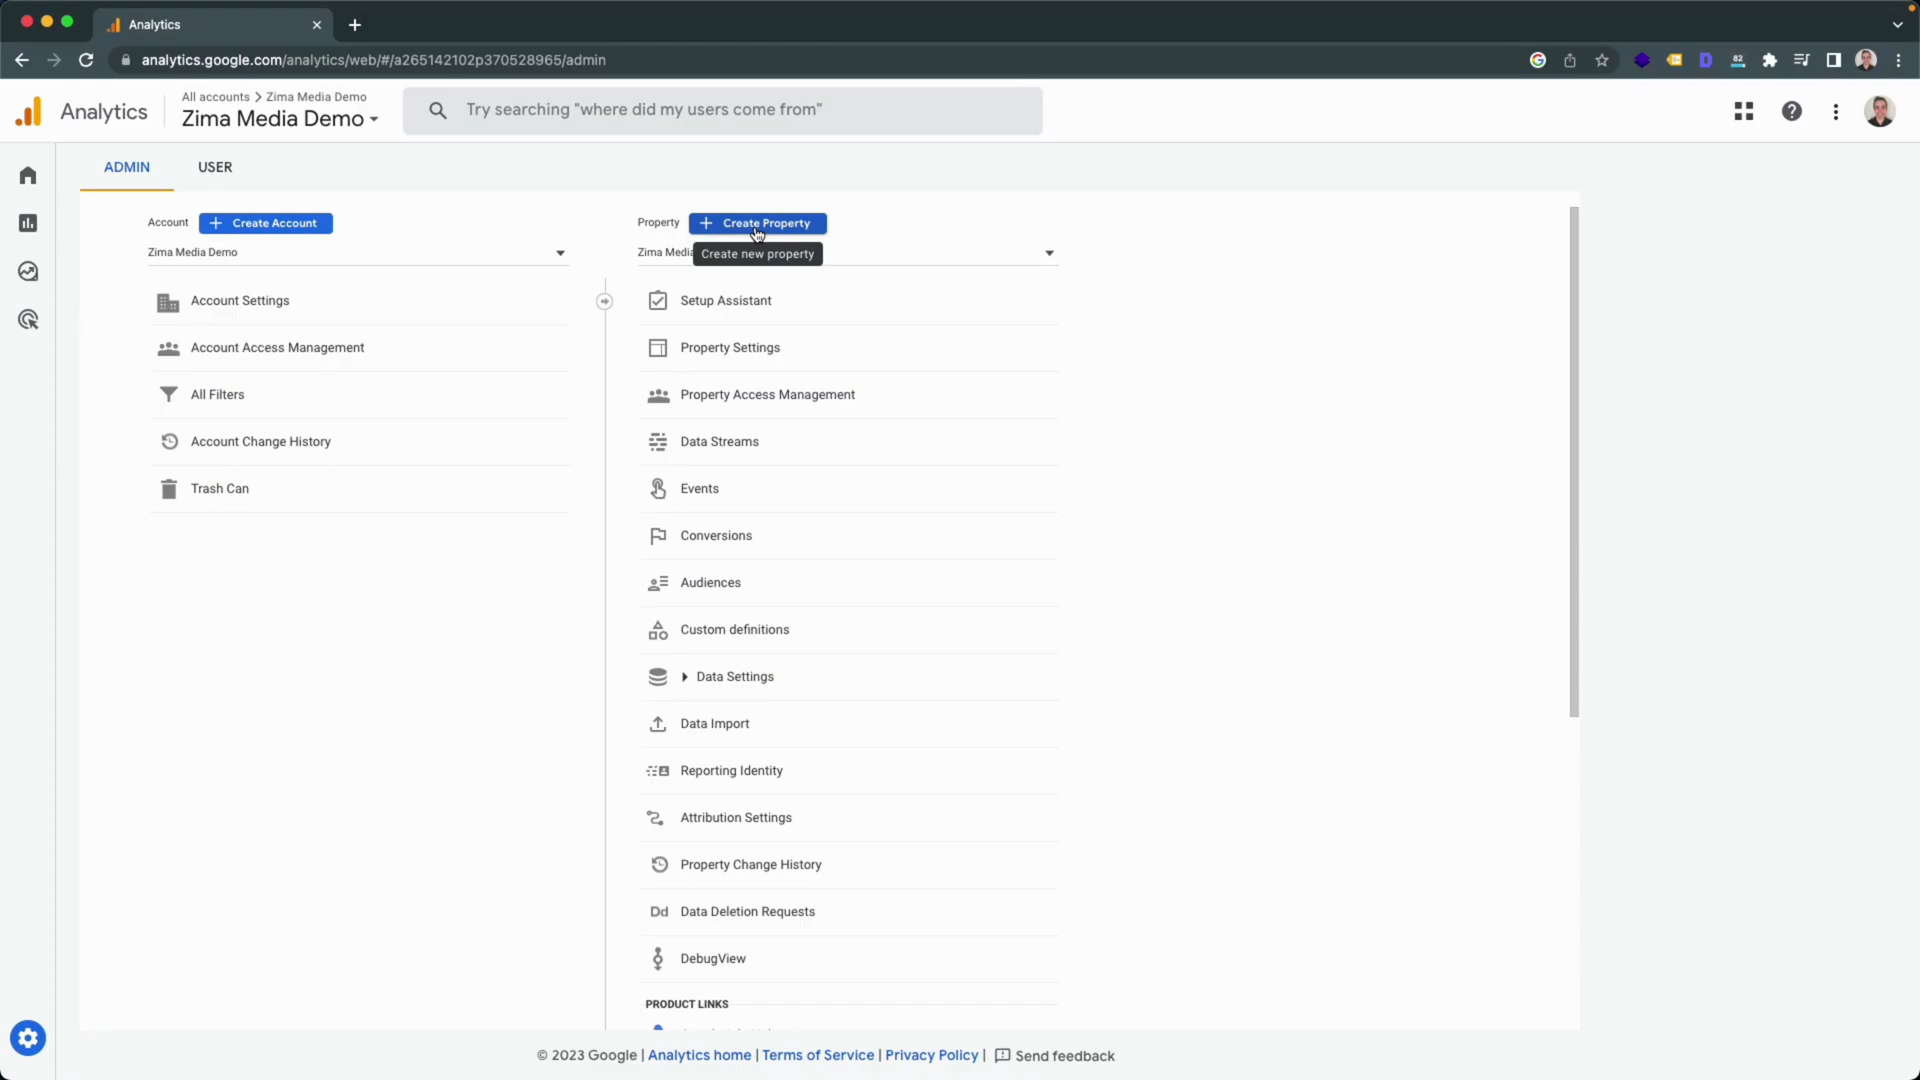 Analytics
analytics.google.com/analytics/web/#/a265142102p370528965/admin
82
Analytics
All accounts > Zima Media Demo
Zima Media Demo
Try searching "where did my users come from"
ADMIN
USER
Account
Create Account
Zima Media Demo
Account Settings
Account Access Management
All Filters
Account Change History
Trash Can
Property
Create Property
Zima Media
Create new property
Setup Assistant
Property Settings
Property Access Management
Data Streams
Events
Conversions
Audiences
Custom definitions
Data Settings
Data Import
Reporting Identity
Attribution Settings
Property Change History
Dd Data Deletion Requests
DebugView
PRODUCT LINKS
© 2023 Google | Analytics home | Terms of Service | Privacy Policy | Send feedback